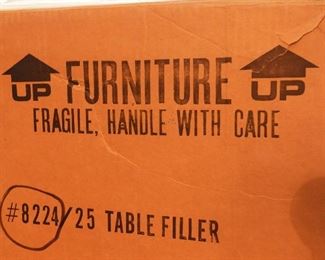 UP FURNITURE UP
FRAGILE, HANDLE WITH CARE
#8224/25 TABLE FILLER